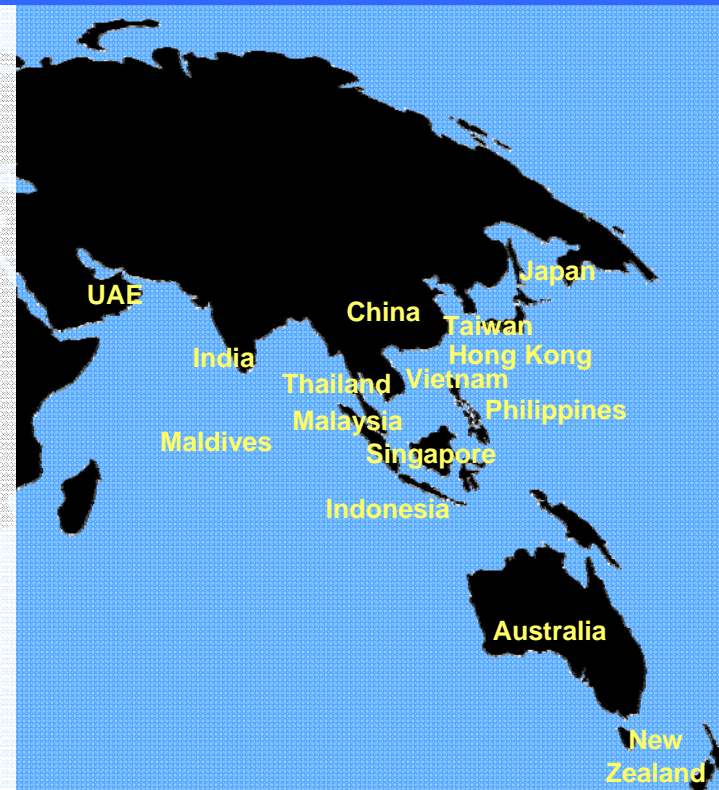 Japan
UAE
China
Taiwan
Hong Kong
India
Vietnam
Thailand
Philippines
Malaysia
Maldives
Singapore
Indonesia
Australia
New
Zealand